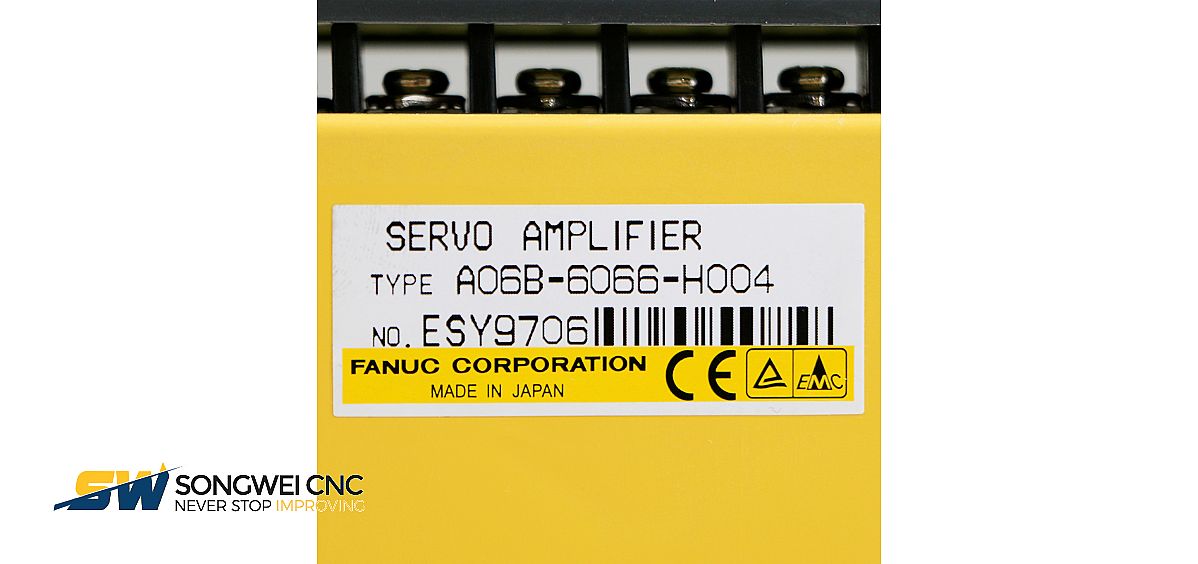 SERVO AMPLIFIER
TYPE A06B-6066-H004
NO. ESY9706
FANUC CORPORATION
MADE IN JAPAN
CE
EMC
SW SONGWEI CNC
NEVER STOP IMPROVING